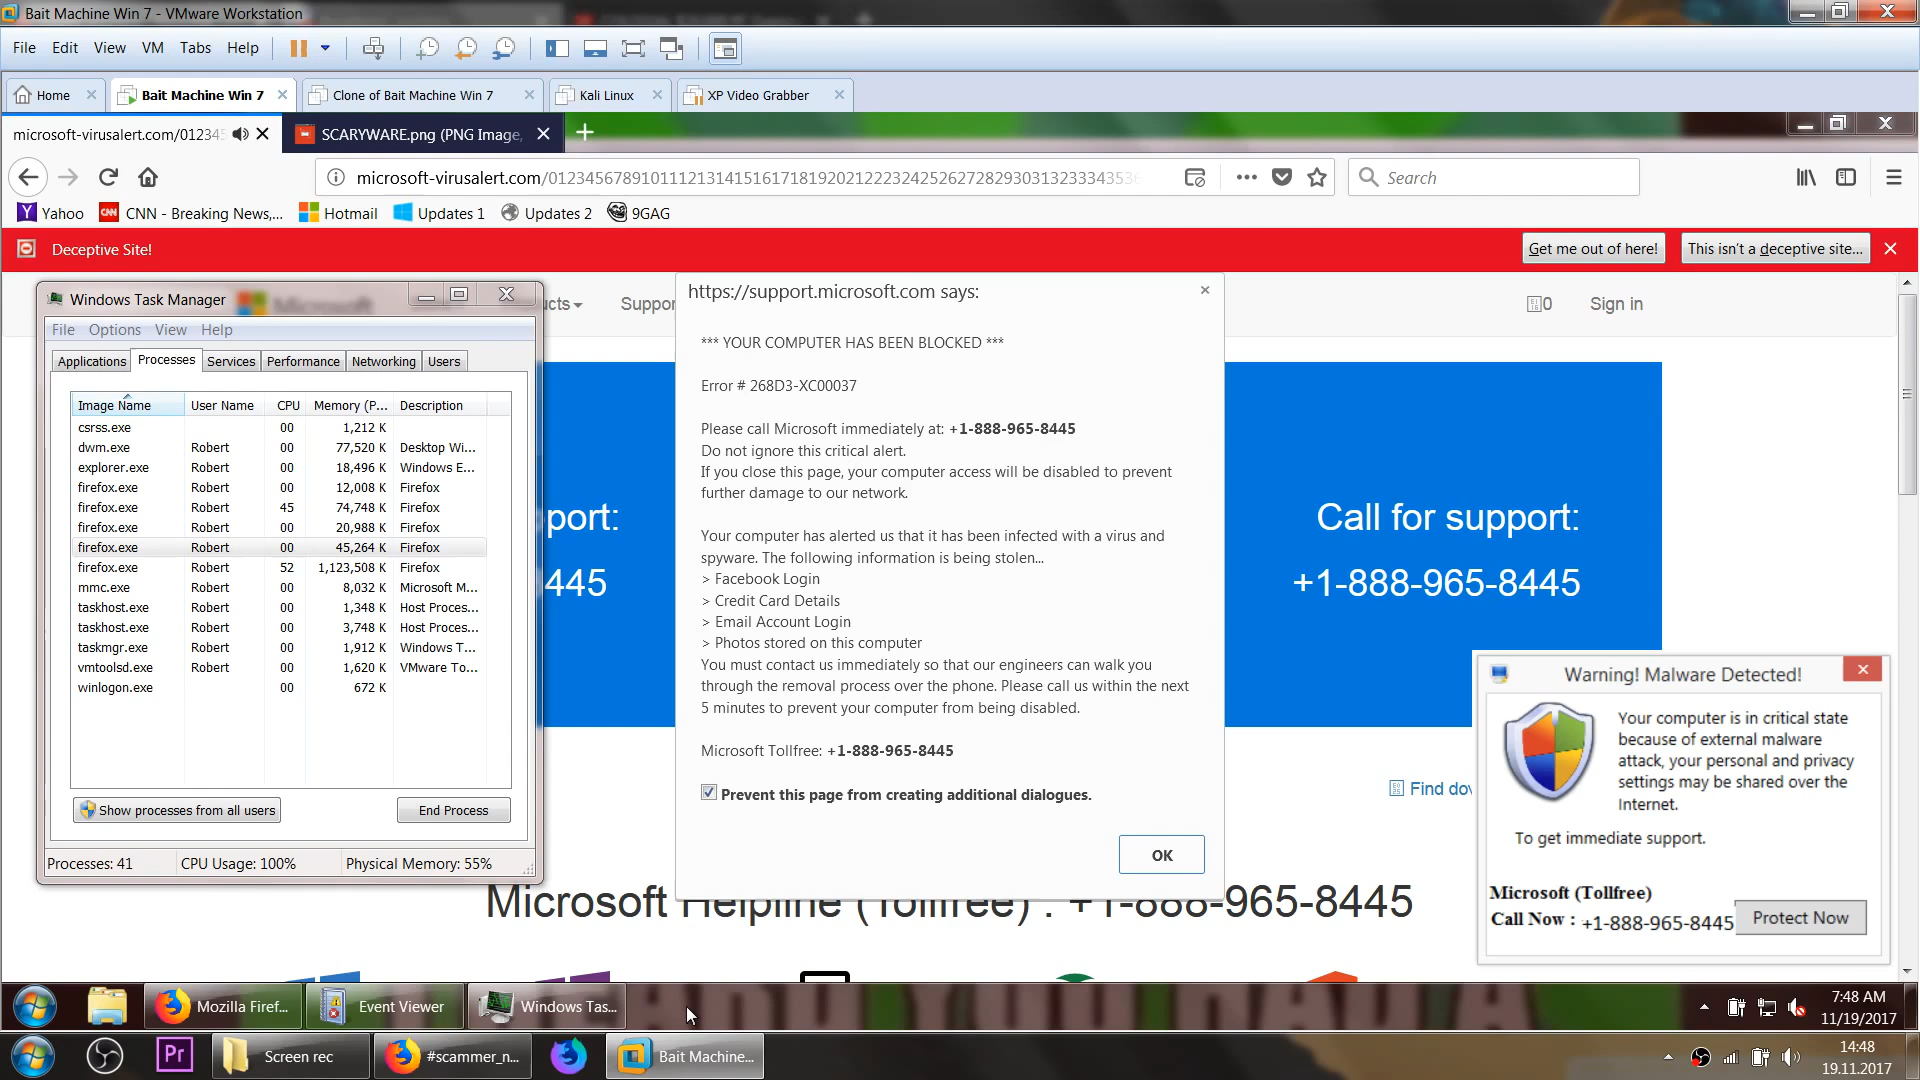 Bait Machine Win 7 - VMware Workstation
File Edit View VM Tabs Help
Home
Bait Machine Win 7
Clone of Bait Machine Win 7
Kali Linux
XP Video Grabber
microsoft-virusalert.com/012345
SCARYWARE.png (PNG Image,
microsoft-virusalert.com/0123456789101112131415161718192021222324252627282930313233343536
Search
Yahoo
CNN - Breaking News,...
Hotmail
Updates 1
Updates 2
9GAG
Deceptive Site!
Get me out of here!
This isn't a deceptive site...
Windows Task Manager
File Options View Help
Applications Processes Services Performance Networking Users
Image Name User Name CPU Memory (P... Description
csrss.exe 00 1,212 K
dwm.exe Robert 00 77,520 K Desktop Wi...
explorer.exe Robert 00 18,496 K Windows E...
firefox.exe Robert 00 12,008 K Firefox
firefox.exe Robert 45 74,748 K Firefox
firefox.exe Robert 00 20,988 K Firefox
firefox.exe Robert 00 45,264 K Firefox
firefox.exe Robert 52 1,123,508 K Firefox
mmc.exe Robert 00 8,032 K Microsoft M...
taskhost.exe Robert 00 1,348 K Host Proces...
taskhost.exe Robert 00 3,748 K Host Proces...
taskmgr.exe Robert 00 1,912 K Windows T...
vmtoolsd.exe Robert 00 1,620 K VMware To...
winlogon.exe 00 672 K
Show processes from all users
End Process
Processes: 41 CPU Usage: 100% Physical Memory: 55%
Microsoft
ucts
Suppor
0
Sign in
https://support.microsoft.com says:
*** YOUR COMPUTER HAS BEEN BLOCKED ***
Error # 268D3-XC00037
Please call Microsoft immediately at: +1-888-965-8445
Do not ignore this critical alert.
If you close this page, your computer access will be disabled to prevent
further damage to our network.
Your computer has alerted us that it has been infected with a virus and
spyware. The following information is being stolen...
> Facebook Login
> Credit Card Details
> Email Account Login
> Photos stored on this computer
You must contact us immediately so that our engineers can walk you
through the removal process over the phone. Please call us within the next
5 minutes to prevent your computer from being disabled.
Microsoft Tollfree: +1-888-965-8445
Prevent this page from creating additional dialogues.
OK
pport:
445
Call for support:
+1-888-965-8445
Find dov
Microsoft Helpline (Tollfree) : +1-888-965-8445
Warning! Malware Detected!
Your computer is in critical state
because of external malware
attack, your personal and privacy
settings may be shared over the
Internet.
To get immediate support.
Microsoft (Tollfree)
Call Now : +1-888-965-8445
Protect Now
Mozilla Firef...
Event Viewer
Windows Tas...
7:48 AM
11/19/2017
Pr
Screen rec
#scammer_n...
Bait Machine...
14:48
19.11.2017